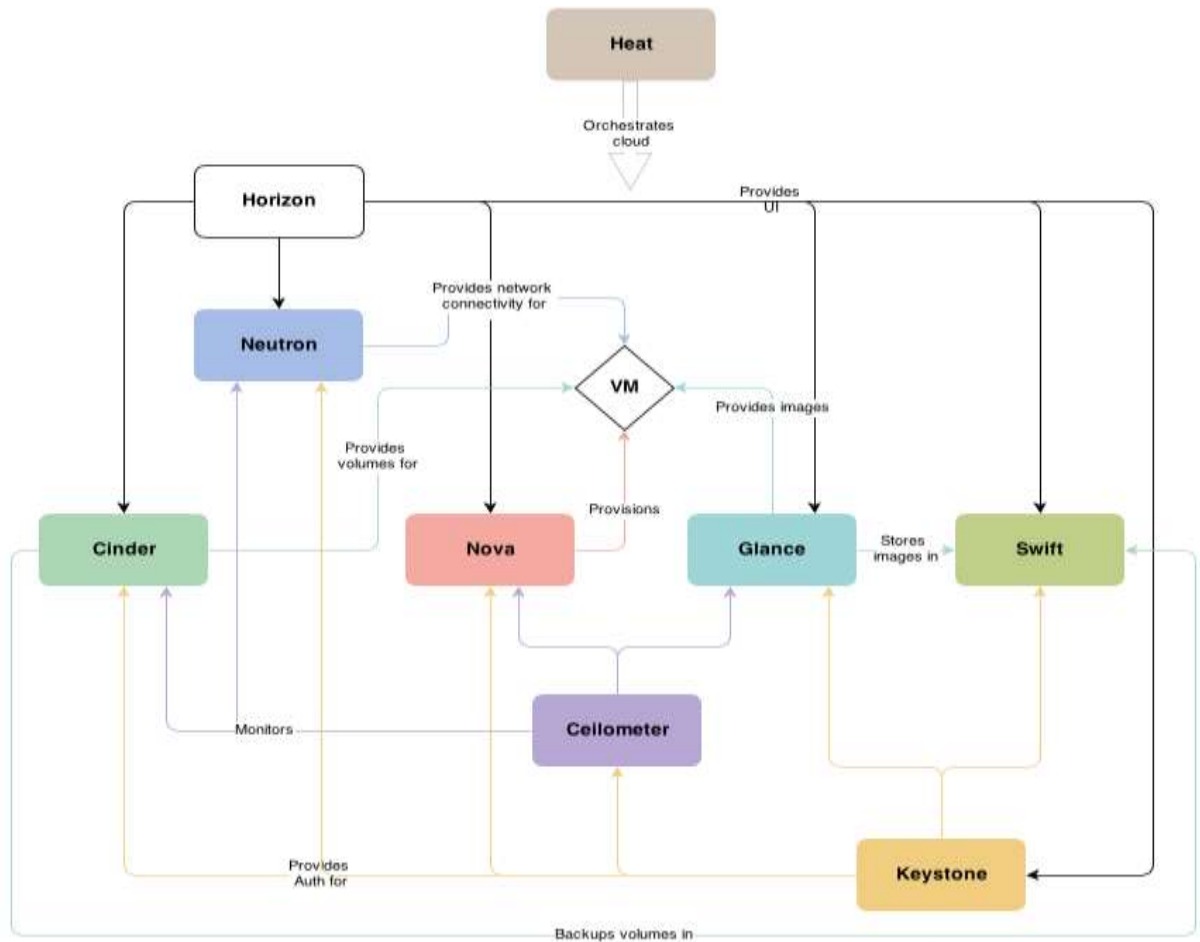 Heat
Orchestrates
cloud
Horizon
Provides
UI
Provides network
connectivity for
Neutron
VM
Provides images
Provides
volumes for
Provisions
Cinder
Nova
Glance
Stores
images in
Swift
Ceilometer
Monitors
Provides
Auth for
Keystone
Backups volumes in